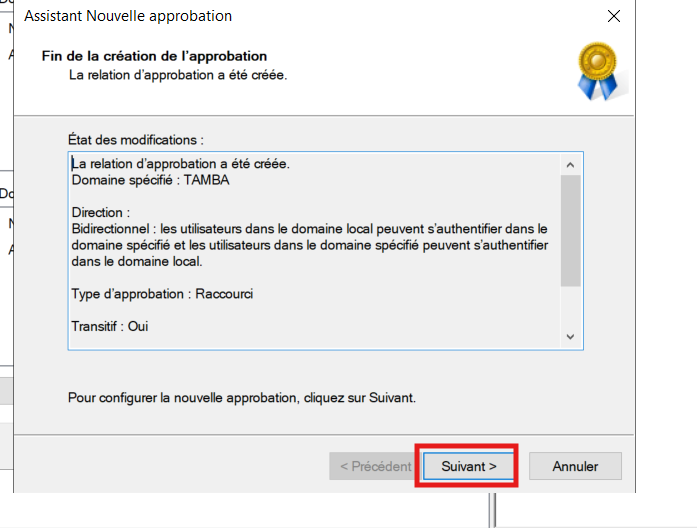 Assistant Nouvelle approbation
Fin de la création de l'approbation
La relation d'approbation a été créée.
État des modifications :
La relation d'approbation a été créée.
Domaine spécifié : TAMBA
Direction :
Bidirectionnel : les utilisateurs dans le domaine local peuvent s'authentifier dans le
domaine spécifié et les utilisateurs dans le domaine spécifié peuvent s'authentifier
dans le domaine local.
Type d'approbation : Raccourci
Transitif : Oui
Pour configurer la nouvelle approbation, cliquez sur Suivant.
< Précédent
Suivant >
Annuler